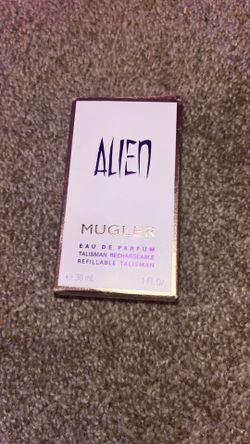 ALIEN
MUGLER
EAU DE PARFUM
TALISMAN RECHARGEABLE
REFILLABLE TALISMAN
℮ 30 mL 1 fl.oz